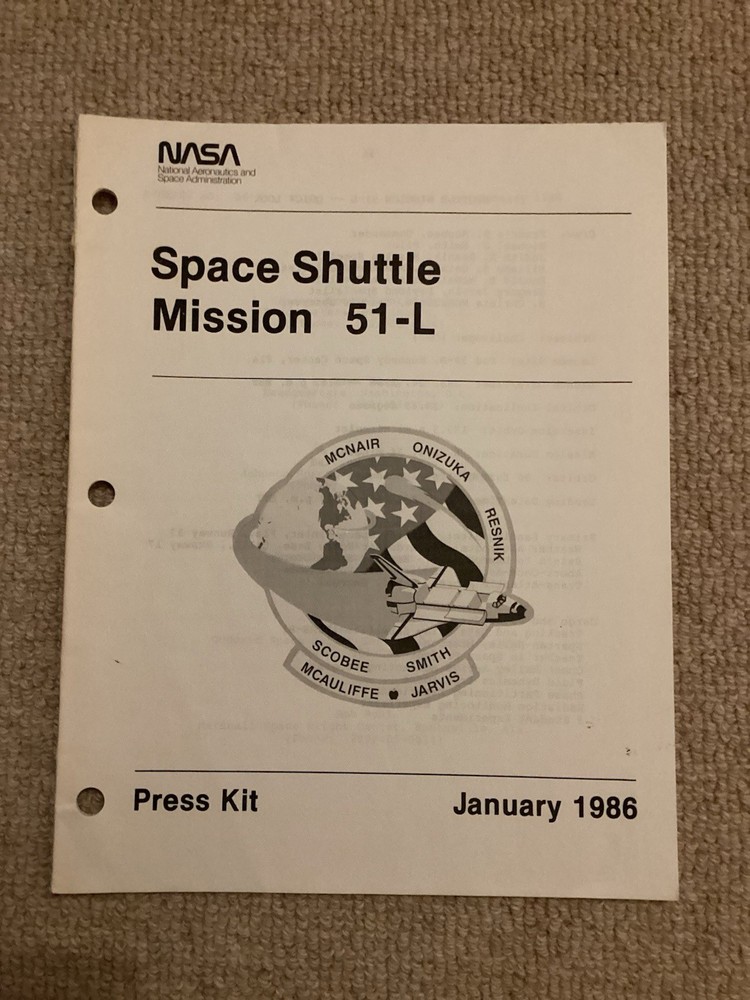 NASA
National Aeronautics and
Space Administration
Space Shuttle
Mission 51-L
MCNAIR ONIZUKA
RESNIK
SCOBEE SMITH
MCAULIFFE JARVIS
Press Kit January 1986